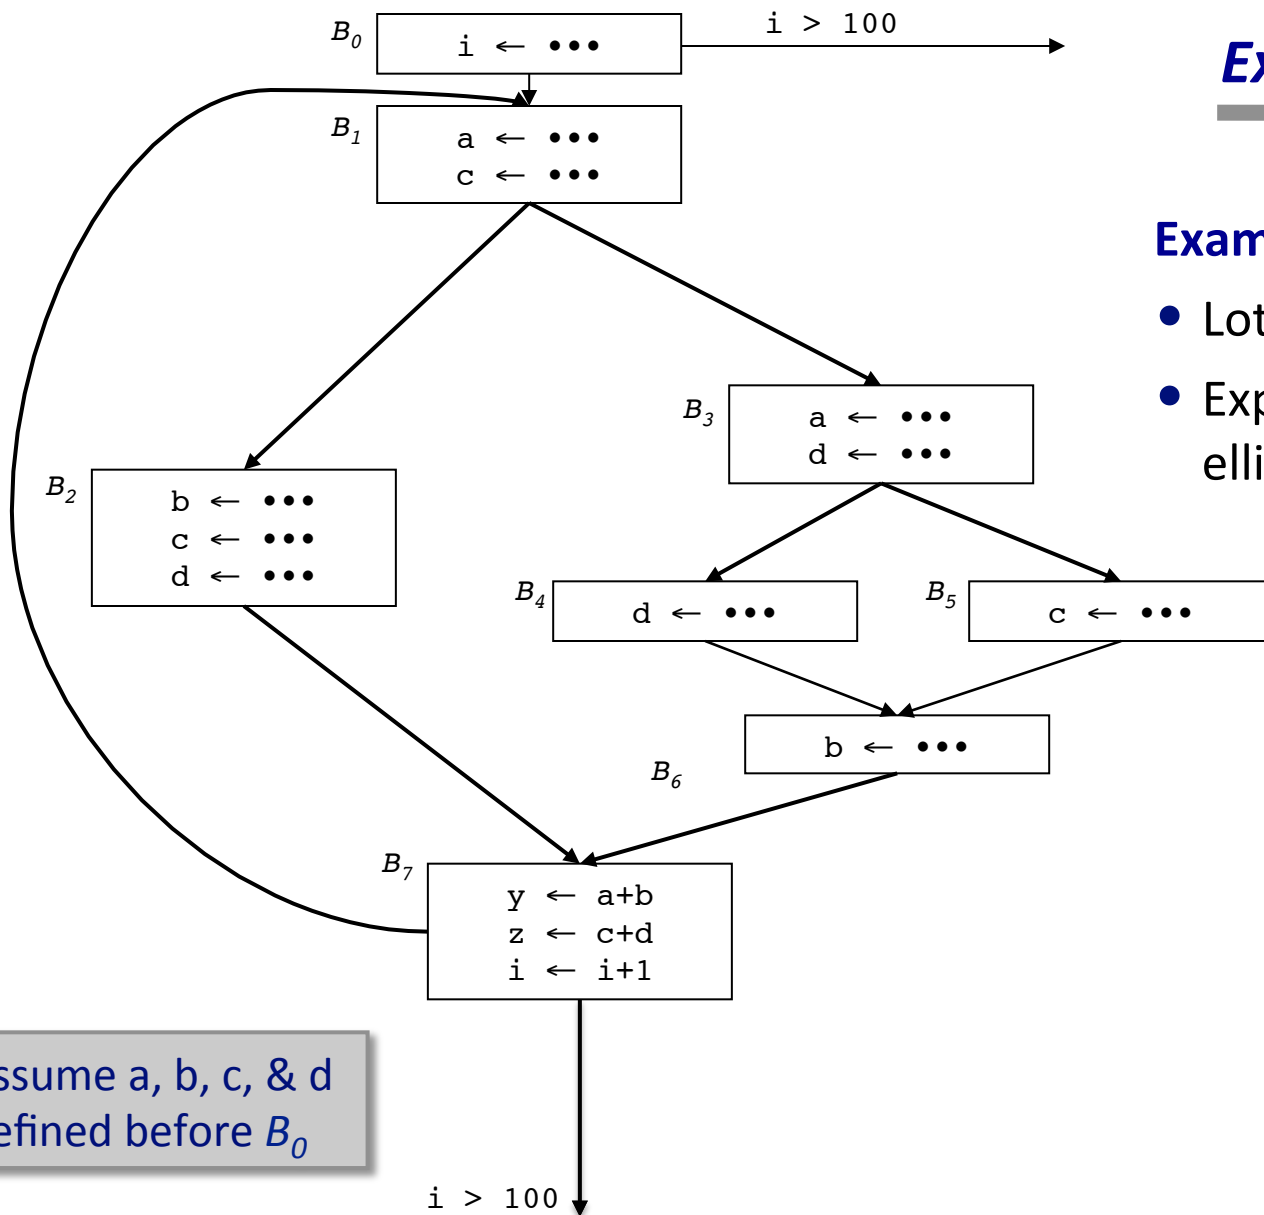 B0
i ← •••
i > 100
B1
a ← •••
c ← •••
B3
a ← •••
d ← •••
B2
b ← •••
c ← •••
d ← •••
B4
d ← •••
B5
c ← •••
b ← •••
B6
B7
y ← a+b
z ← c+d
i ← i+1
i > 100
ssume a, b, c, & d
efined before B0
Ex
Exam
• Lot
• Exp
elli